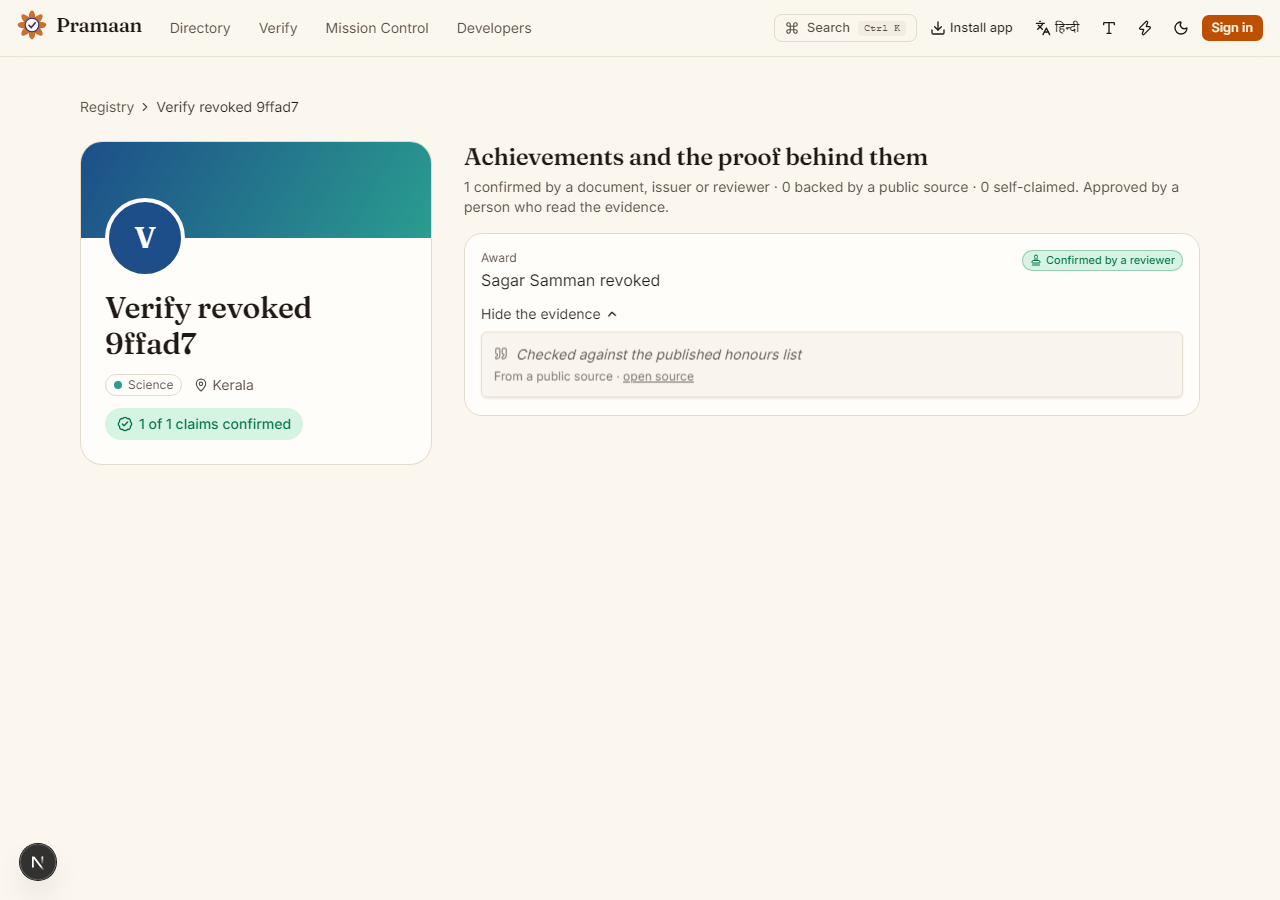 Pramaan
Directory
Verify
Mission Control
Developers
Search Ctrl K
Install app
हिन्दी
Sign in
Registry
Verify revoked 9ffad7
V
Verify revoked
9ffad7
Science
Kerala
1 of 1 claims confirmed
Achievements and the proof behind them
1 confirmed by a document, issuer or reviewer · 0 backed by a public source · 0 self-claimed. Approved by a
person who read the evidence.
Award
Confirmed by a reviewer
Sagar Samman revoked
Hide the evidence
Checked against the published honours list
From a public source · open source
N